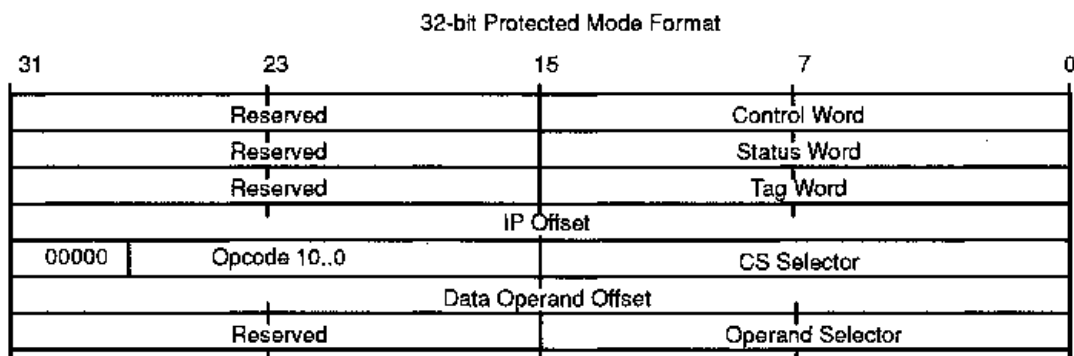 32-bit Protected Mode Format
31 23 15 7 0
Reserved Control Word
Reserved Status Word
Reserved Tag Word
IP Offset
00000 Opcode 10..0 CS Selector
Data Operand Offset
Reserved Operand Selector